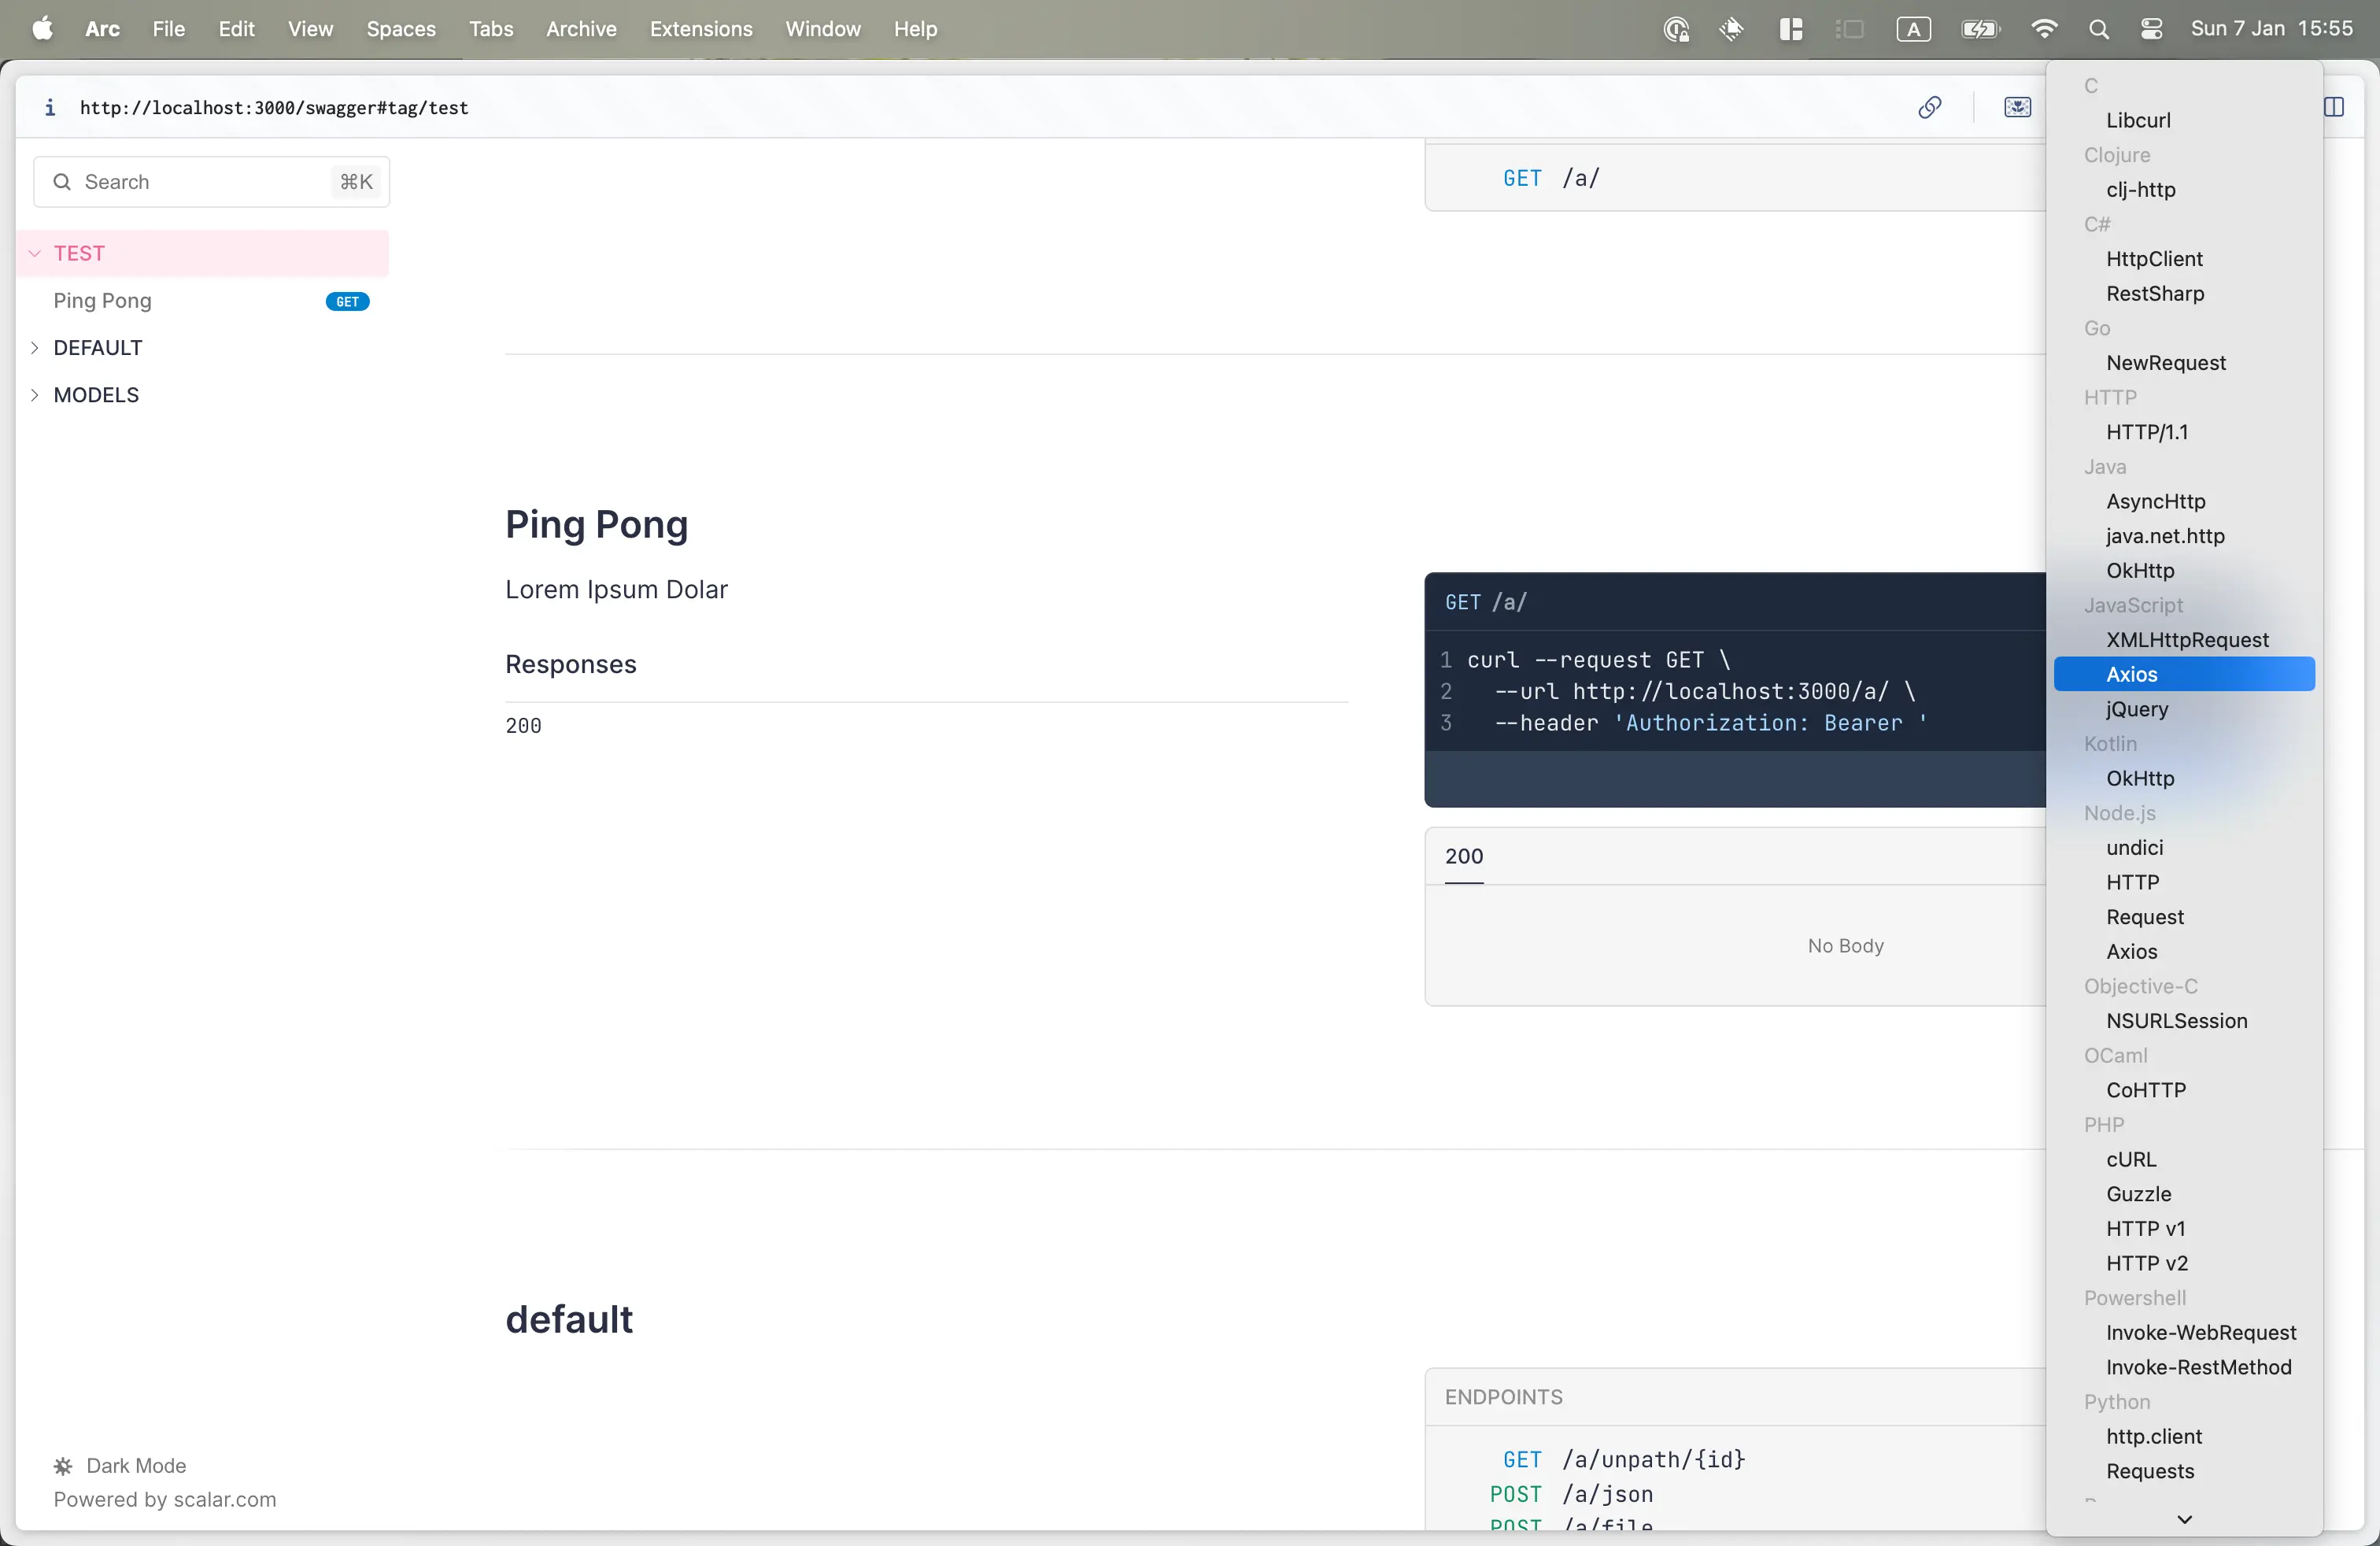 Arc File Edit View Spaces Tabs Archive Extensions Window Help
A
Sun 7 Jan 15:55
http://localhost:3000/swagger#tag/test
Search ⌘K
TEST
Ping Pong GET
DEFAULT
MODELS
Dark Mode
Powered by scalar.com
GET /a/
Ping Pong
Lorem Ipsum Dolar
Responses
200
GET /a/
1 curl --request GET \
2 --url http://localhost:3000/a/ \
3 --header 'Authorization: Bearer '
200
No Body
default
ENDPOINTS
GET /a/unpath/{id}
POST /a/json
POST /a/file
C
Libcurl
Clojure
clj-http
C#
HttpClient
RestSharp
Go
NewRequest
HTTP
HTTP/1.1
Java
AsyncHttp
java.net.http
OkHttp
JavaScript
XMLHttpRequest
Axios
jQuery
Kotlin
OkHttp
Node.js
undici
HTTP
Request
Axios
Objective-C
NSURLSession
OCaml
CoHTTP
PHP
cURL
Guzzle
HTTP v1
HTTP v2
Powershell
Invoke-WebRequest
Invoke-RestMethod
Python
http.client
Requests